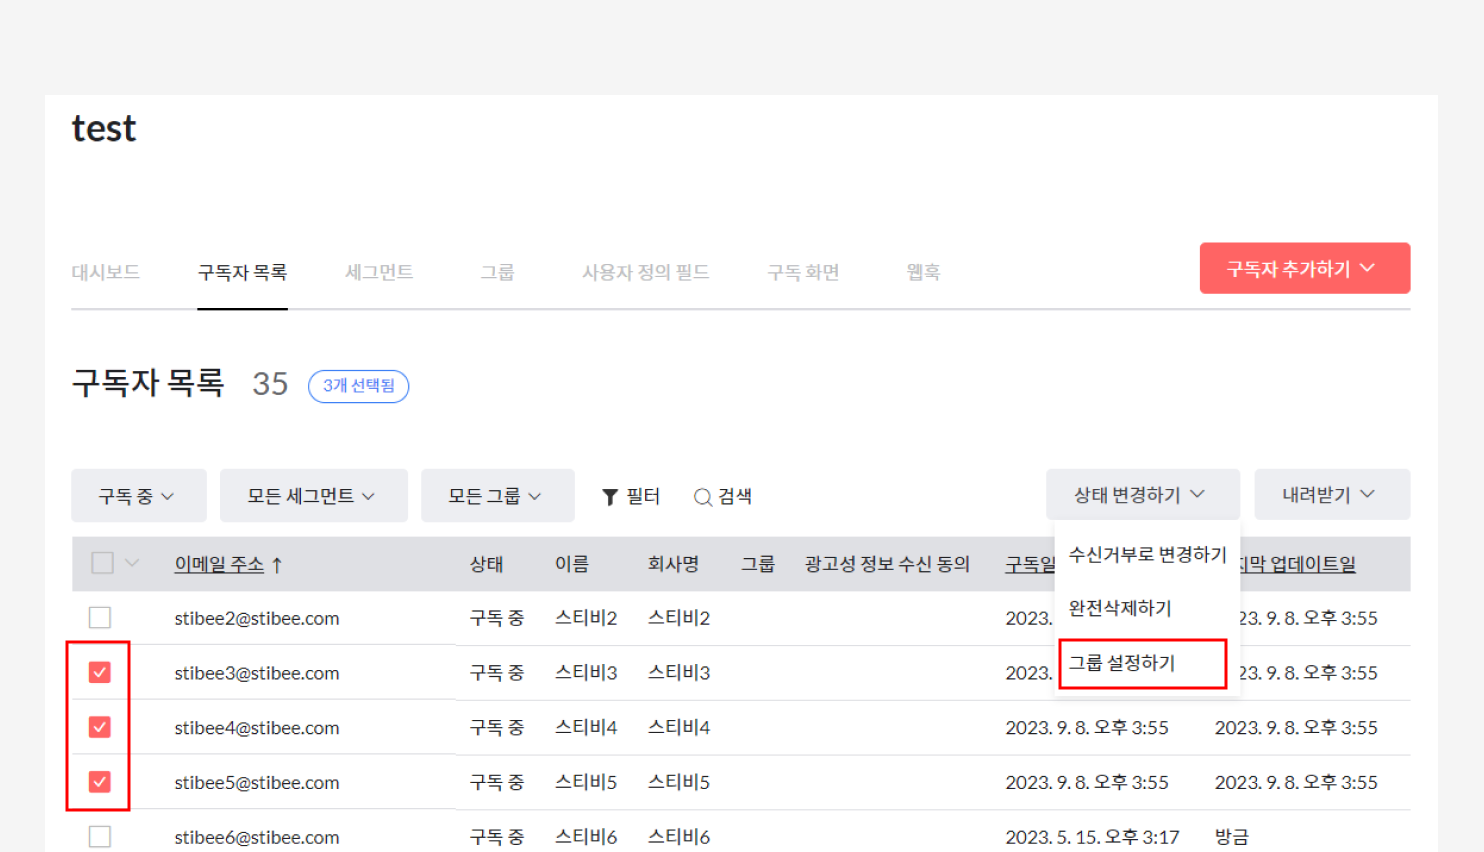 test
대시보드 구독자 목록 세그먼트 그룹 사용자 정의 필드 구독 화면 웹훅 구독자 추가하기
구독자 목록 35 3개 선택됨
구독 중 모든 세그먼트 모든 그룹 필터 검색 상태 변경하기 내려받기
수신거부로 변경하기
완전삭제하기
그룹 설정하기
이메일 주소 ↑ 상태 이름 회사명 그룹 광고성 정보 수신 동의 구독일 막 업데이트일
stibee2@stibee.com 구독 중 스티비2 스티비2 2023. 23. 9. 8. 오후 3:55
stibee3@stibee.com 구독 중 스티비3 스티비3 2023. 23. 9. 8. 오후 3:55
stibee4@stibee.com 구독 중 스티비4 스티비4 2023. 9. 8. 오후 3:55 2023. 9. 8. 오후 3:55
stibee5@stibee.com 구독 중 스티비5 스티비5 2023. 9. 8. 오후 3:55 2023. 9. 8. 오후 3:55
stibee6@stibee.com 구독 중 스티비6 스티비6 2023. 5. 15. 오후 3:17 방금